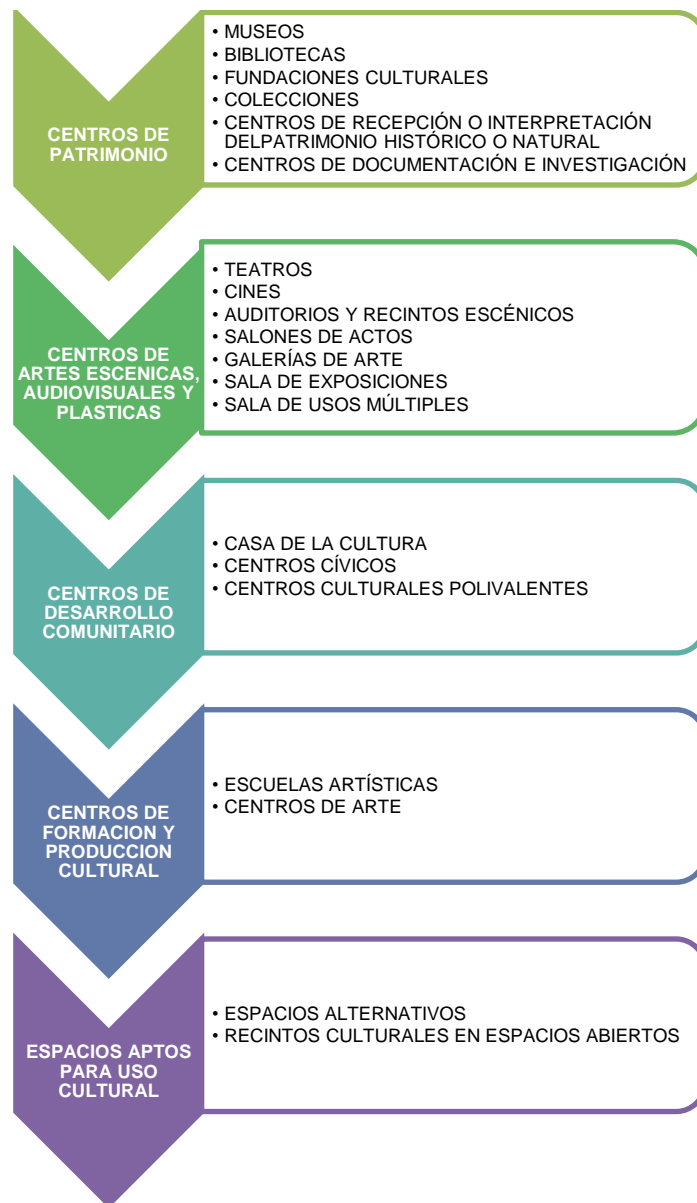 CENTROS DE
PATRIMONIO
• MUSEOS
• BIBLIOTECAS
• FUNDACIONES CULTURALES
• COLECCIONES
• CENTROS DE RECEPCIÓN O INTERPRETACIÓN
DELPATRIMONIO HISTÓRICO O NATURAL
• CENTROS DE DOCUMENTACIÓN E INVESTIGACIÓN
CENTROS DE
ARTES ESCENICAS,
AUDIOVISUALES Y
PLASTICAS
• TEATROS
• CINES
• AUDITORIOS Y RECINTOS ESCÉNICOS
• SALONES DE ACTOS
• GALERÍAS DE ARTE
• SALA DE EXPOSICIONES
• SALA DE USOS MÚLTIPLES
CENTROS DE
DESARROLLO
COMUNITARIO
• CASA DE LA CULTURA
• CENTROS CÍVICOS
• CENTROS CULTURALES POLIVALENTES
CENTROS DE
FORMACION Y
PRODUCCION
CULTURAL
• ESCUELAS ARTÍSTICAS
• CENTROS DE ARTE
ESPACIOS APTOS
PARA USO
CULTURAL
• ESPACIOS ALTERNATIVOS
• RECINTOS CULTURALES EN ESPACIOS ABIERTOS